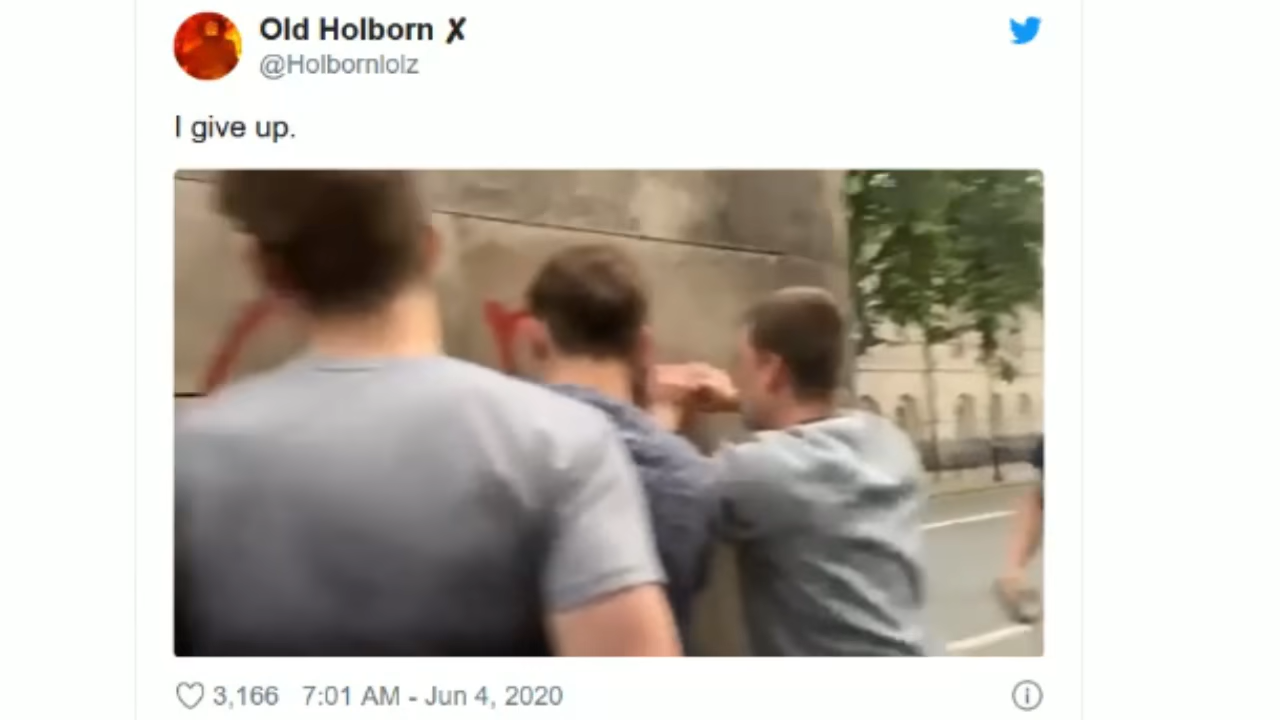 Old Holborn ✗
@Holbornlolz
I give up.
3,166 7:01 AM - Jun 4, 2020